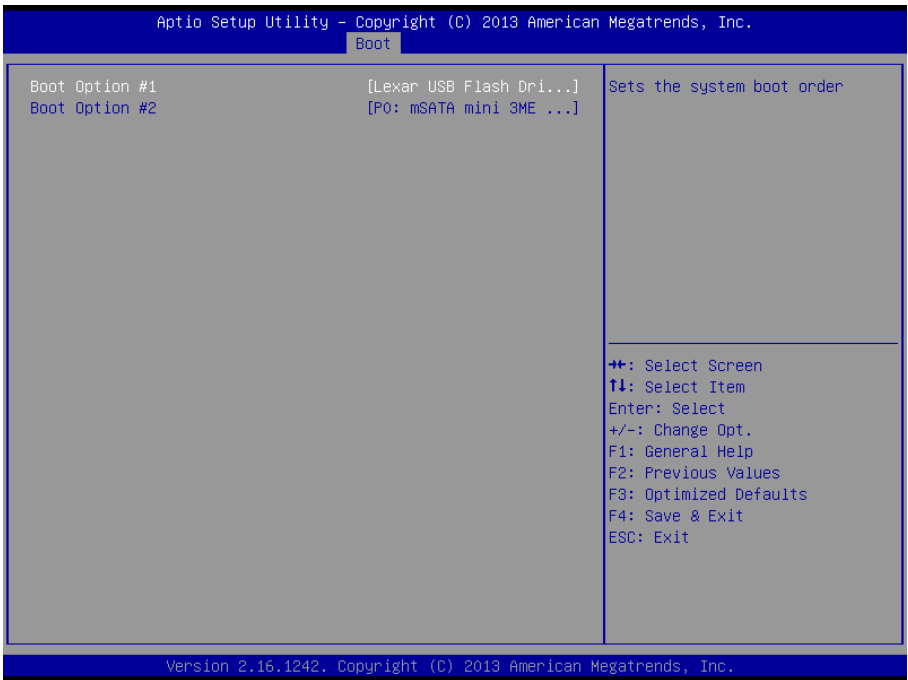 Aptio Setup Utility – Copyright (C) 2013 American Megatrends, Inc.
Boot
Boot Option #1 [Lexar USB Flash Dri...]
Boot Option #2 [P0: mSATA mini 3ME ...]
Sets the system boot order
→←: Select Screen
↑↓: Select Item
Enter: Select
+/-: Change Opt.
F1: General Help
F2: Previous Values
F3: Optimized Defaults
F4: Save & Exit
ESC: Exit
Version 2.16.1242. Copyright (C) 2013 American Megatrends, Inc.